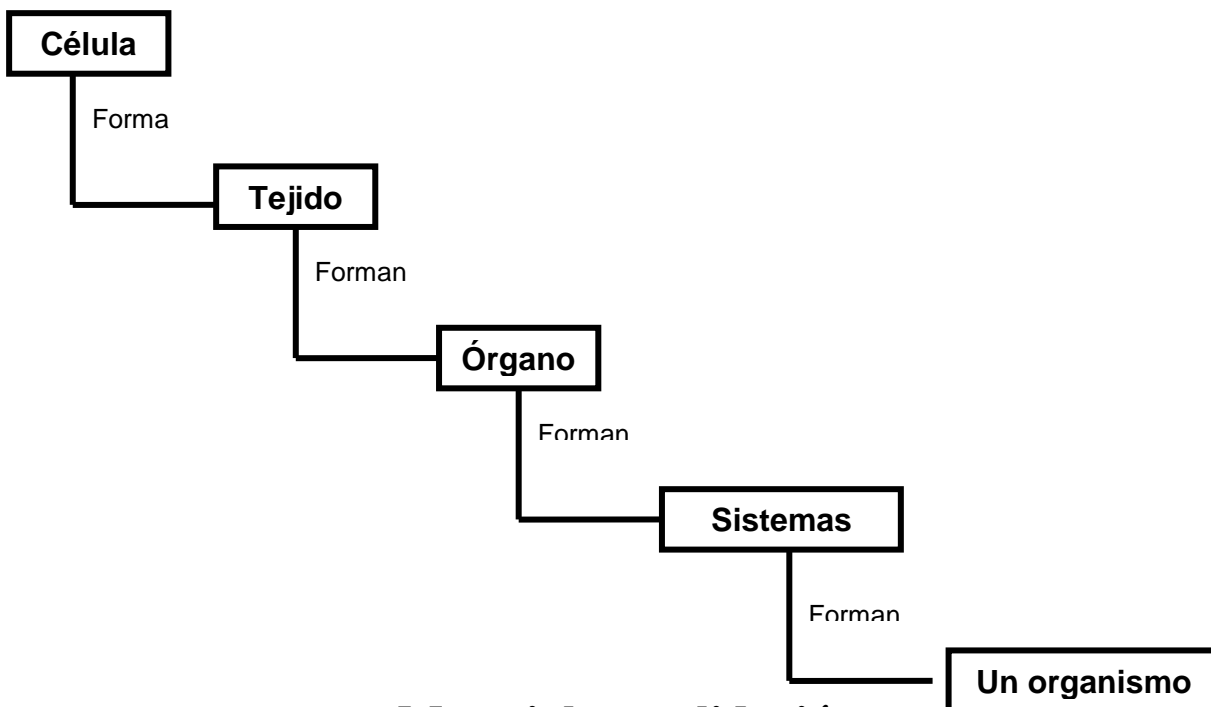 Célula
Forma
Tejido
Forman
Órgano
Forman
Sistemas
Forman
Un organismo